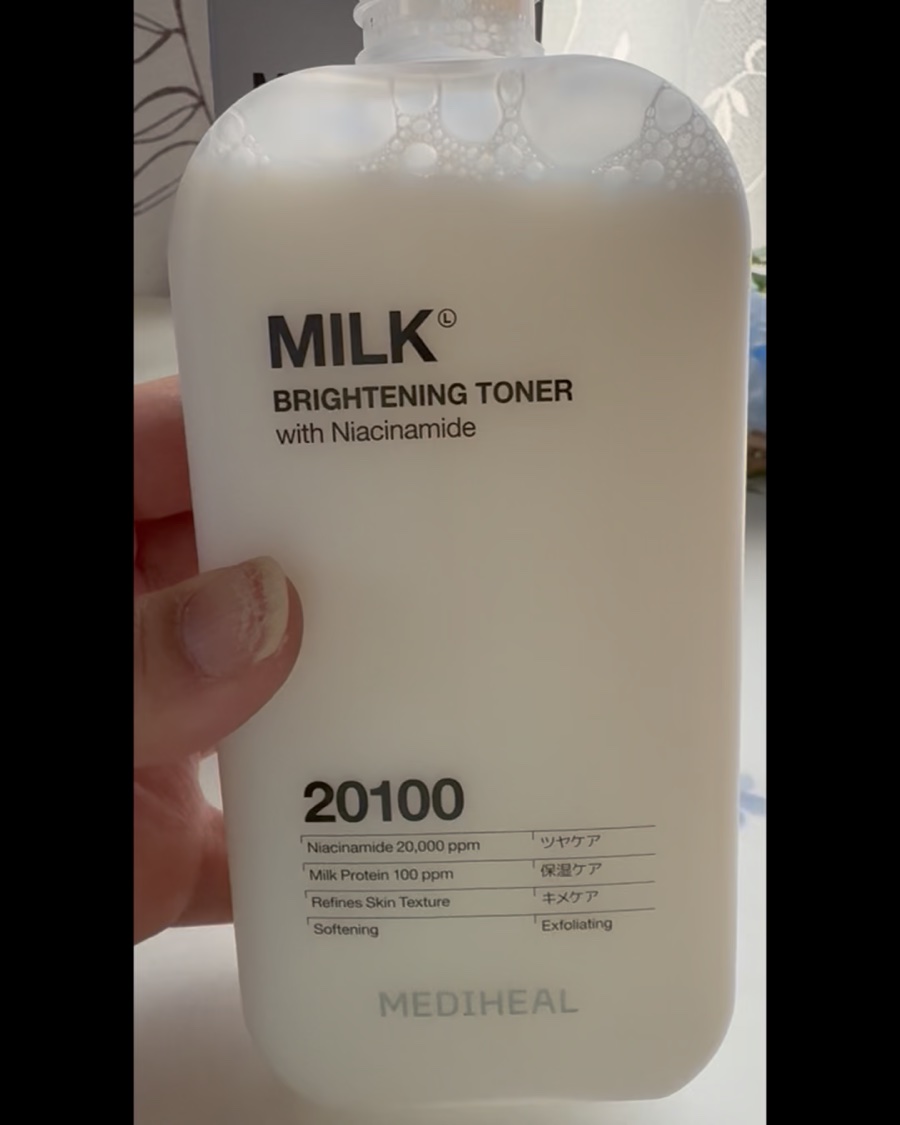 MILK Ⓛ
BRIGHTENING TONER
with Niacinamide
20100
Niacinamide 20,000 ppm ツヤケア
Milk Protein 100 ppm 保湿ケア
Refines Skin Texture キメケア
Softening Exfoliating
MEDIHEAL